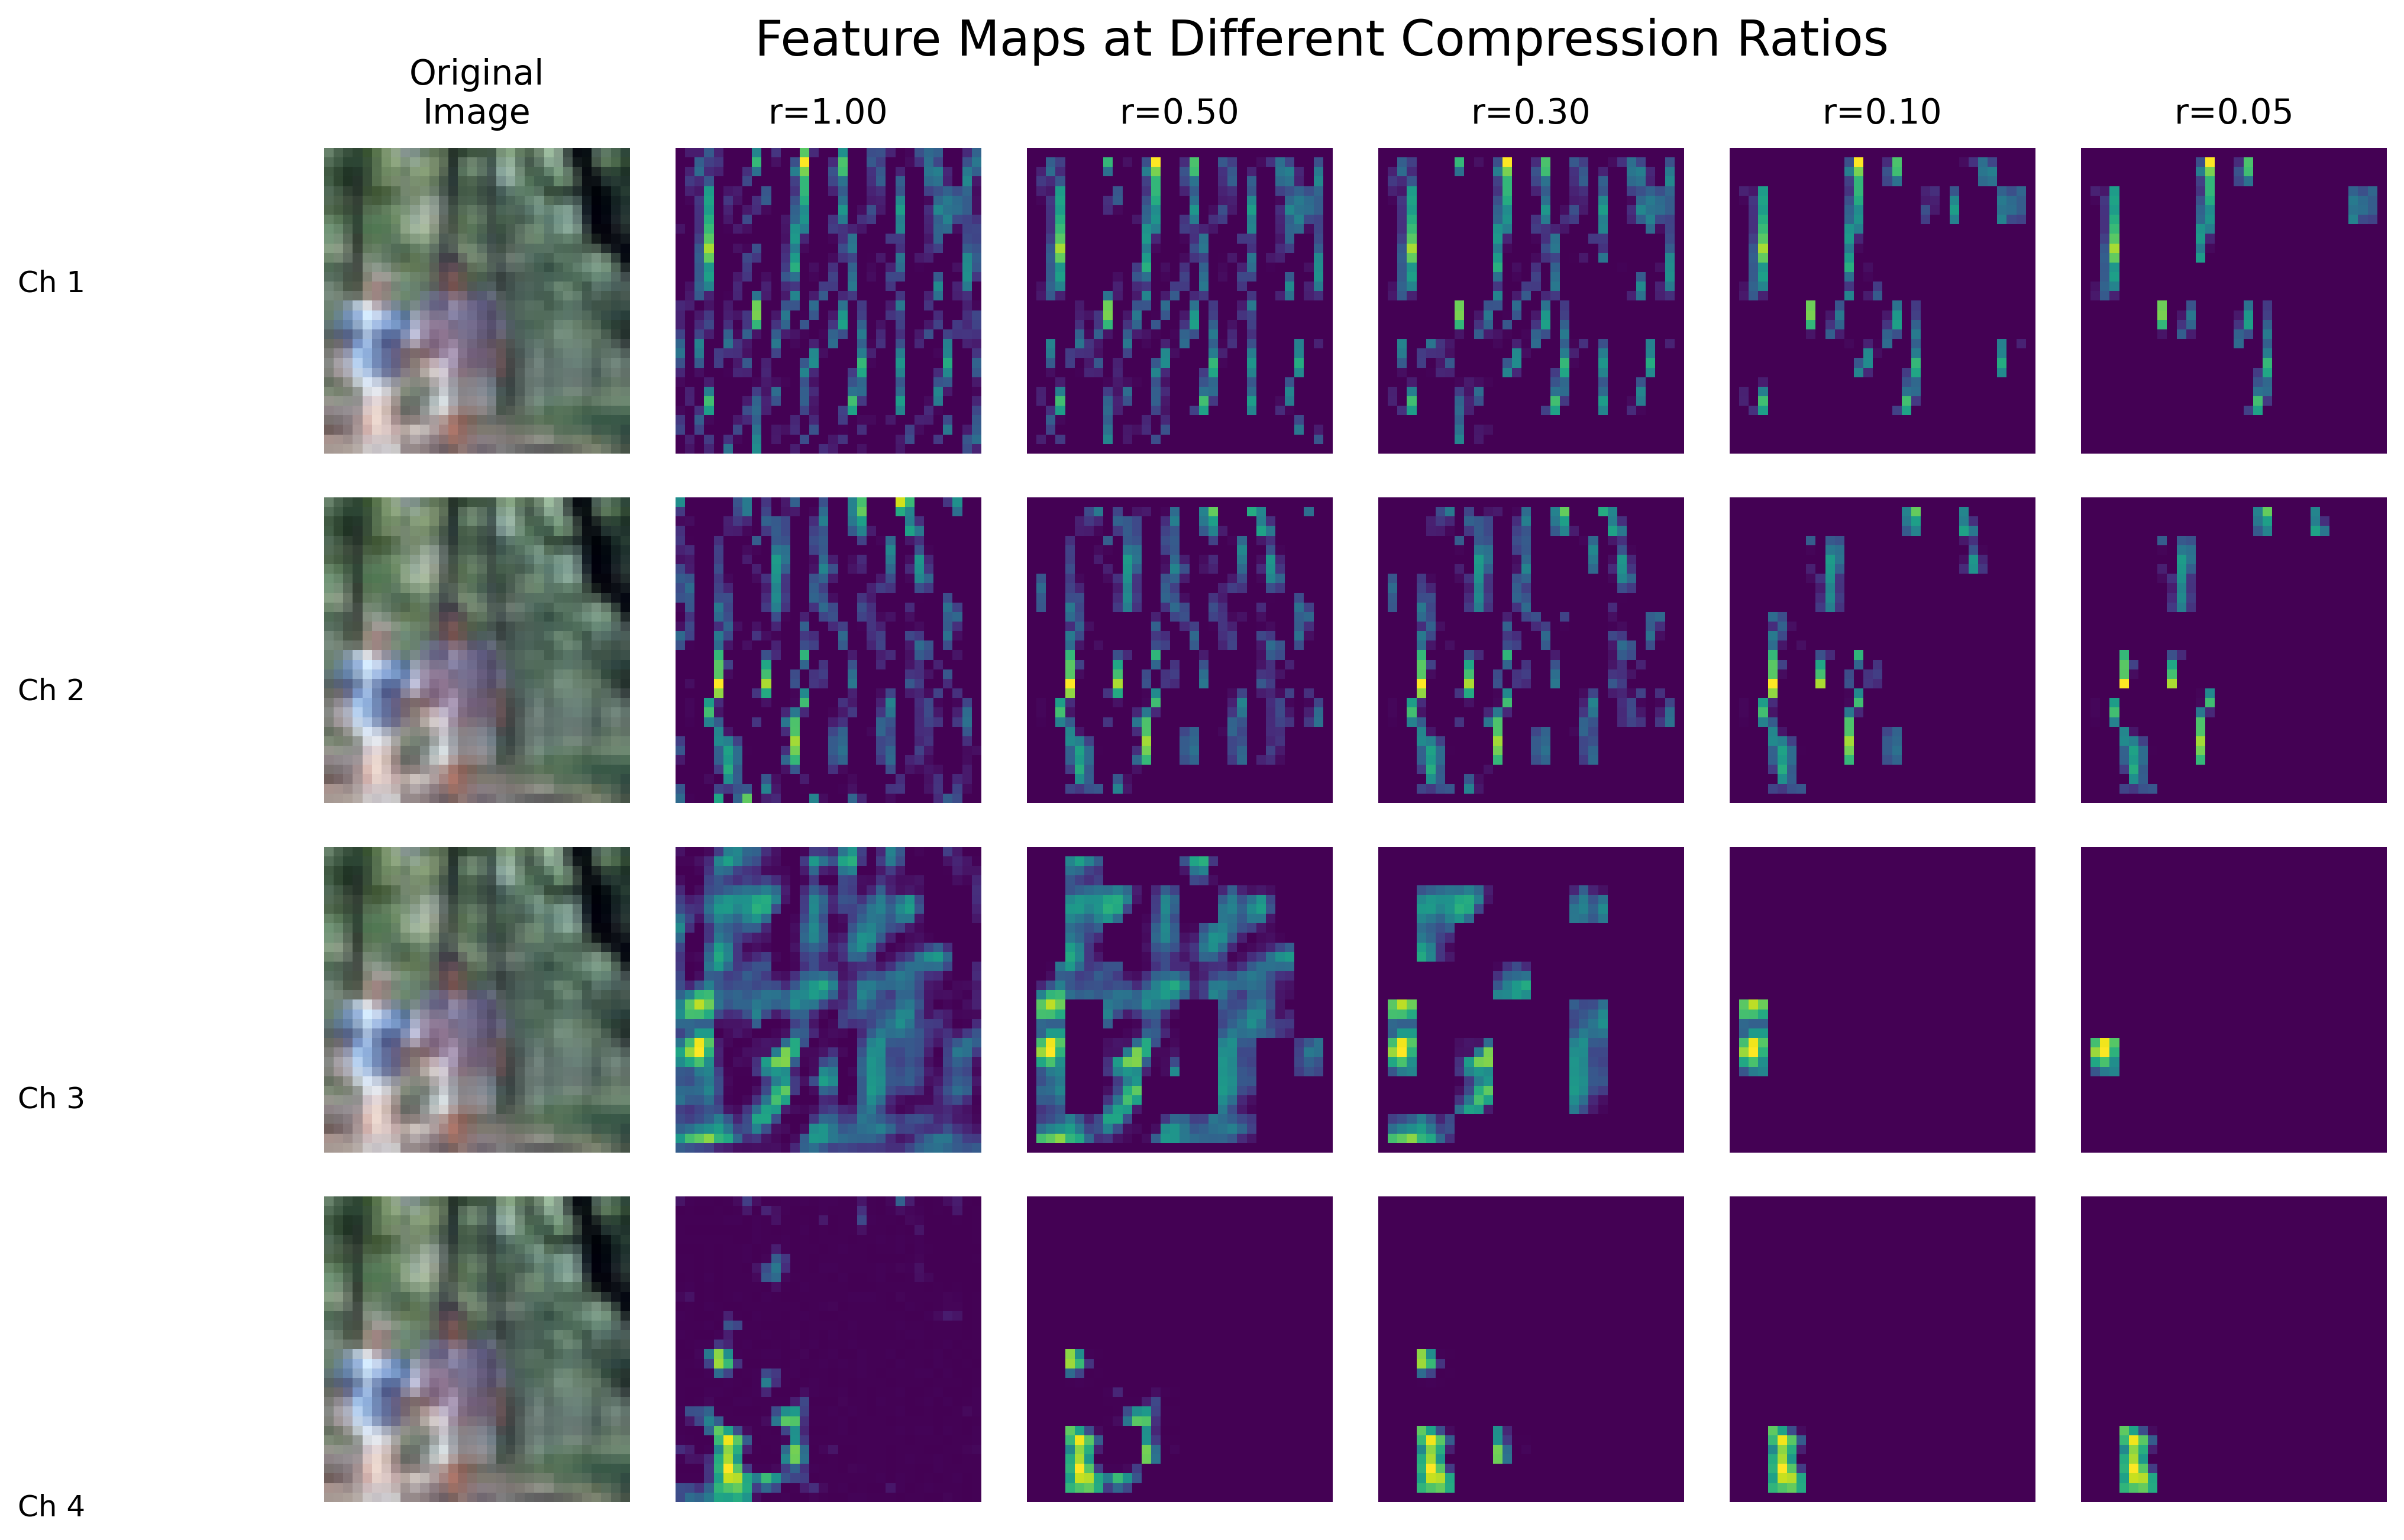 Feature Maps at Different Compression Ratios
Original
Image
r=1.00
r=0.50
r=0.30
r=0.10
r=0.05
Ch 1
Ch 2
Ch 3
Ch 4